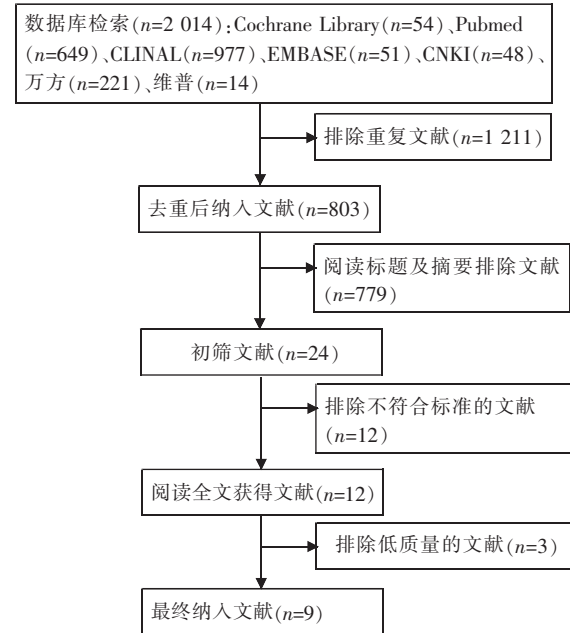 数据库检索(n=2 014):Cochrane Library(n=54)、Pubmed
(n=649)、CLINAL(n=977)、EMBASE(n=51)、CNKI(n=48)、
万方(n=221)、维普(n=14)
排除重复文献(n=1 211)
去重后纳入文献(n=803)
阅读标题及摘要排除文献
(n=779)
初筛文献(n=24)
排除不符合标准的文献
(n=12)
阅读全文获得文献(n=12)
排除低质量的文献(n=3)
最终纳入文献(n=9)